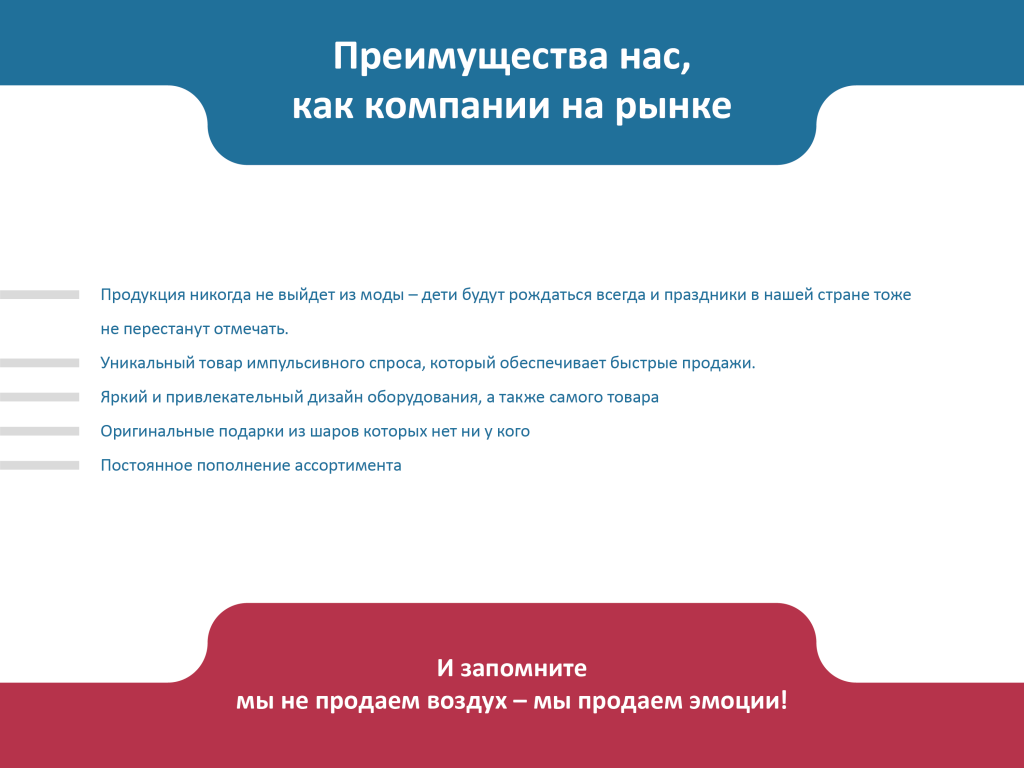 Преимущества нас,
как компании на рынке
Продукция никогда не выйдет из моды – дети будут рождаться всегда и праздники в нашей стране тоже
не перестанут отмечать.
Уникальный товар импульсивного спроса, который обеспечивает быстрые продажи.
Яркий и привлекательный дизайн оборудования, а также самого товара
Оригинальные подарки из шаров которых нет ни у кого
Постоянное пополнение ассортимента
И запомните
мы не продаем воздух – мы продаем эмоции!